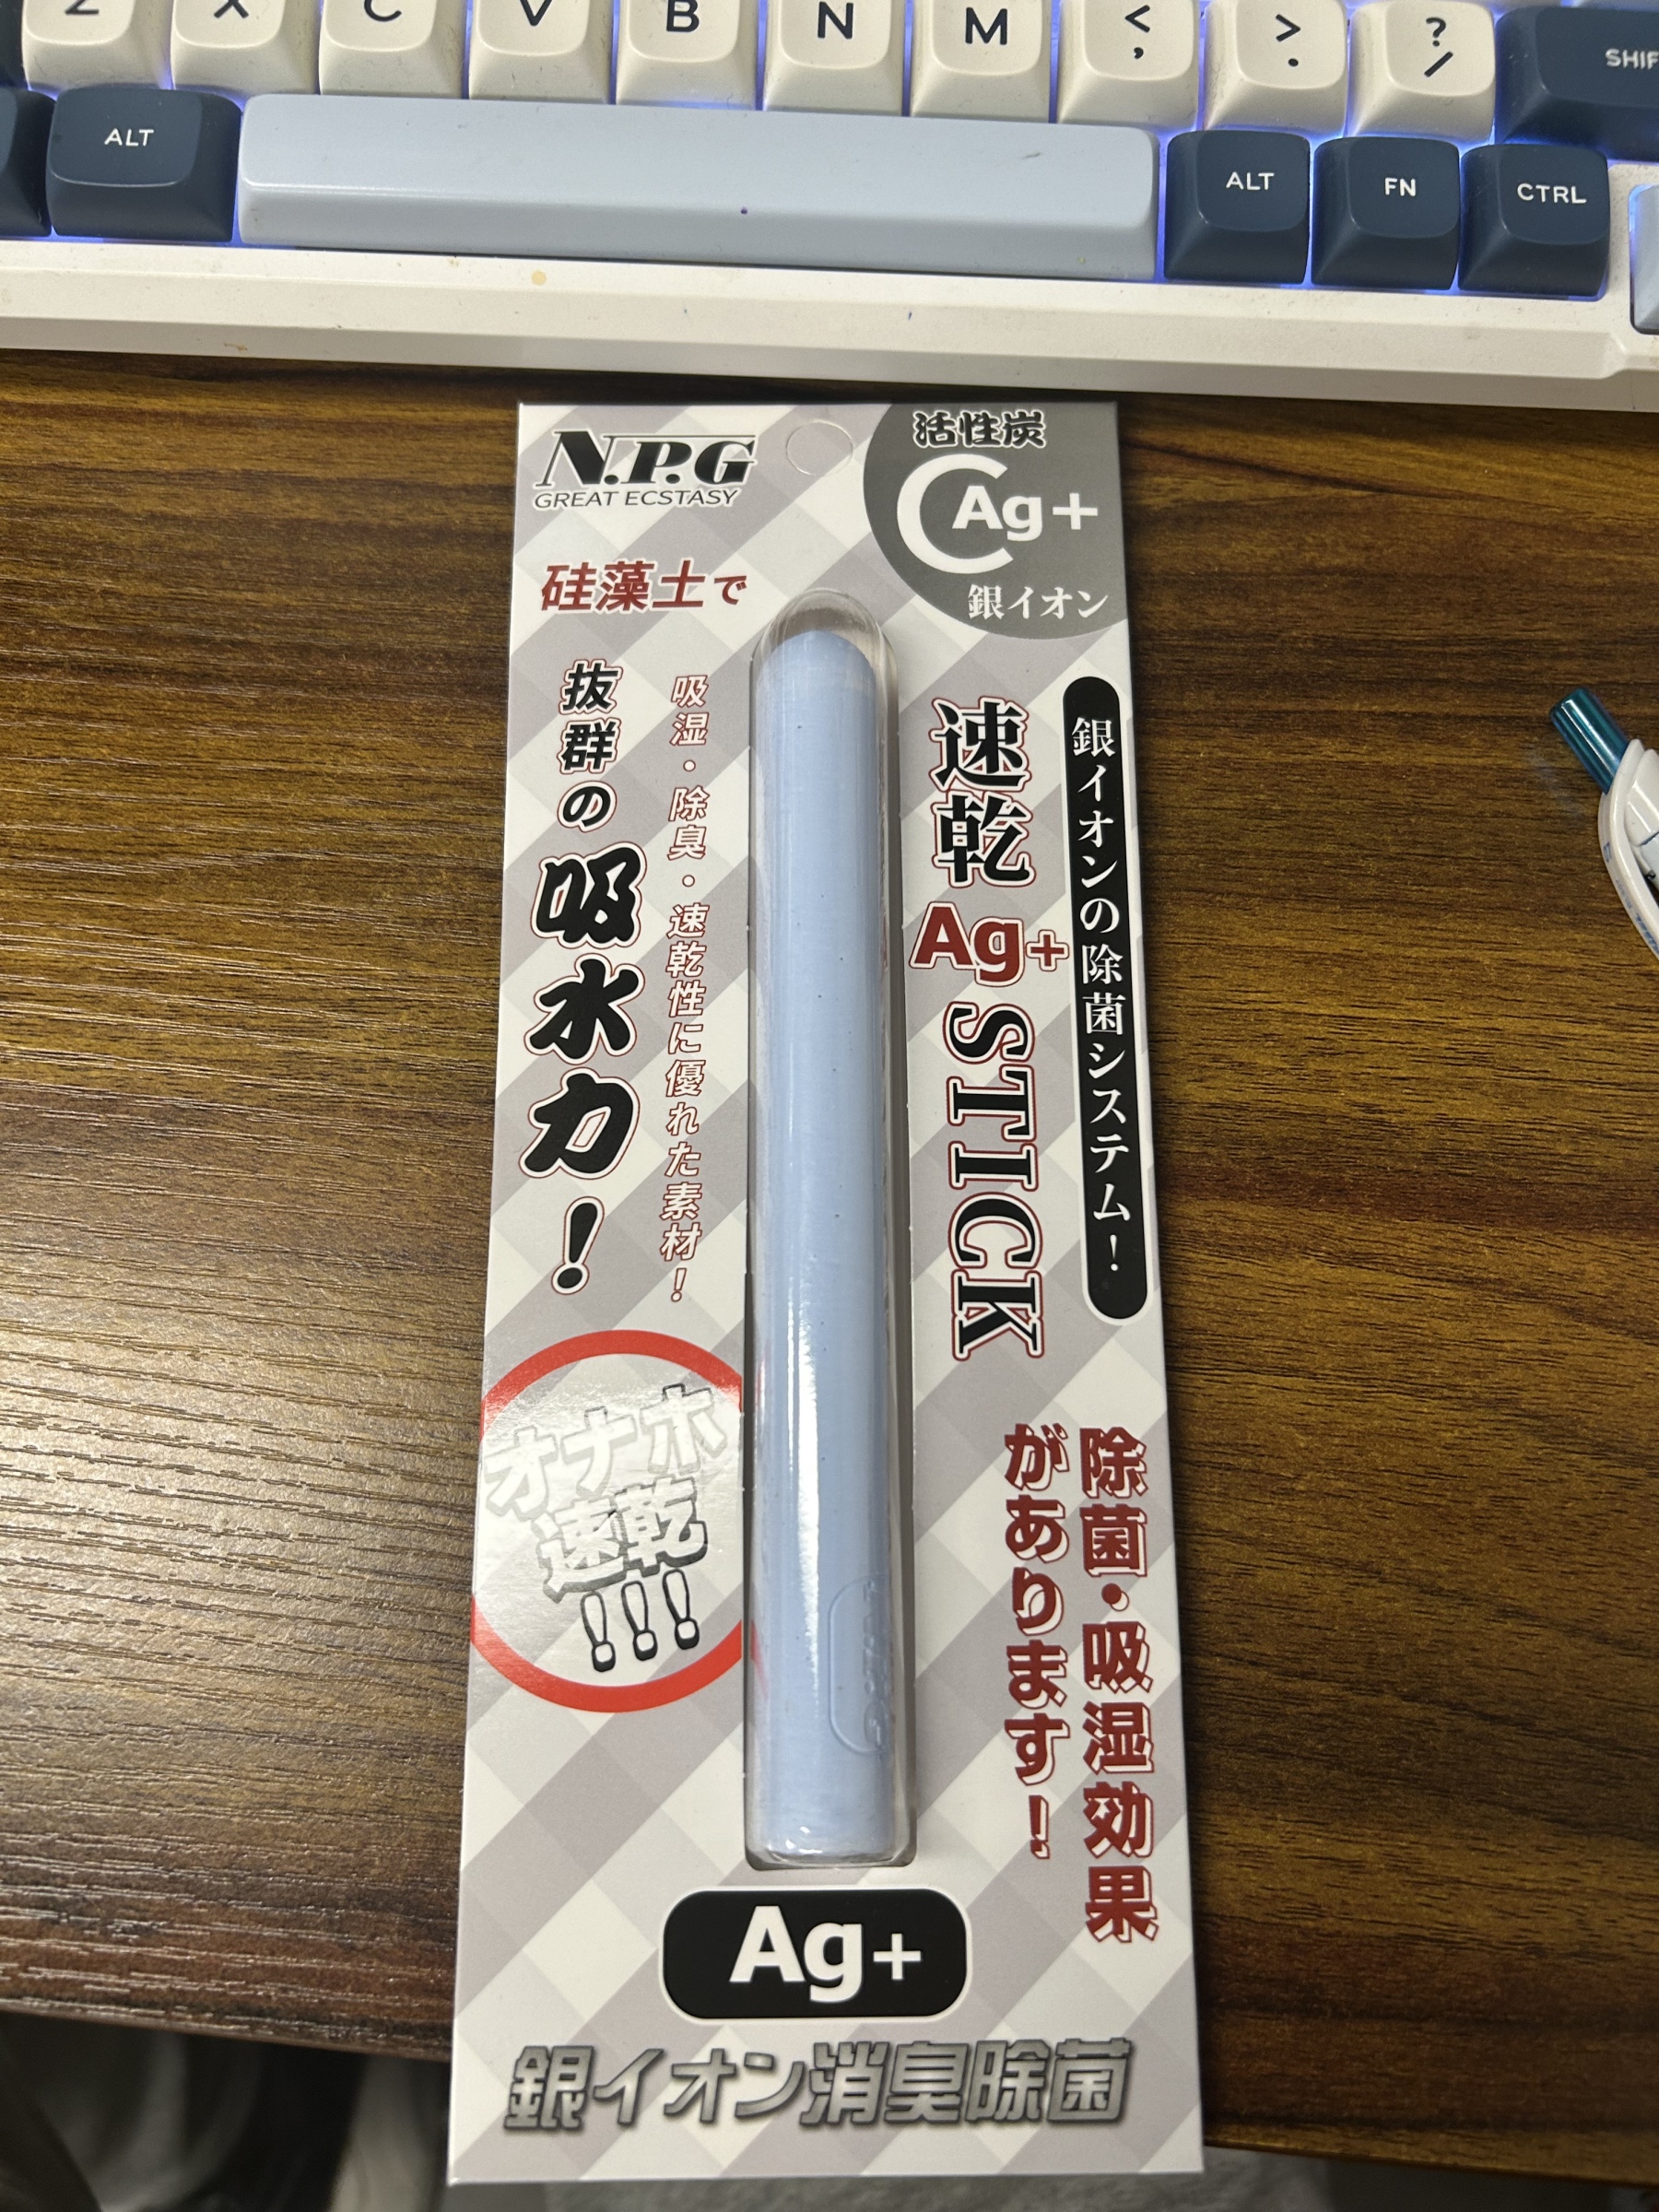 Z X C V B N M < , > . ? /
ALT ALT FN CTRL
N.P.G
GREAT ECSTASY
活性炭
C Ag+
銀イオン
硅藻土で
抜群の吸水力!
吸湿・除臭・速乾性に優れた素材!
速乾 Ag+ STICK
銀イオンの除菌システム!
オナホ
速乾
!!!
除菌・吸湿効果
があります!
Ag+
銀イオン消臭除菌